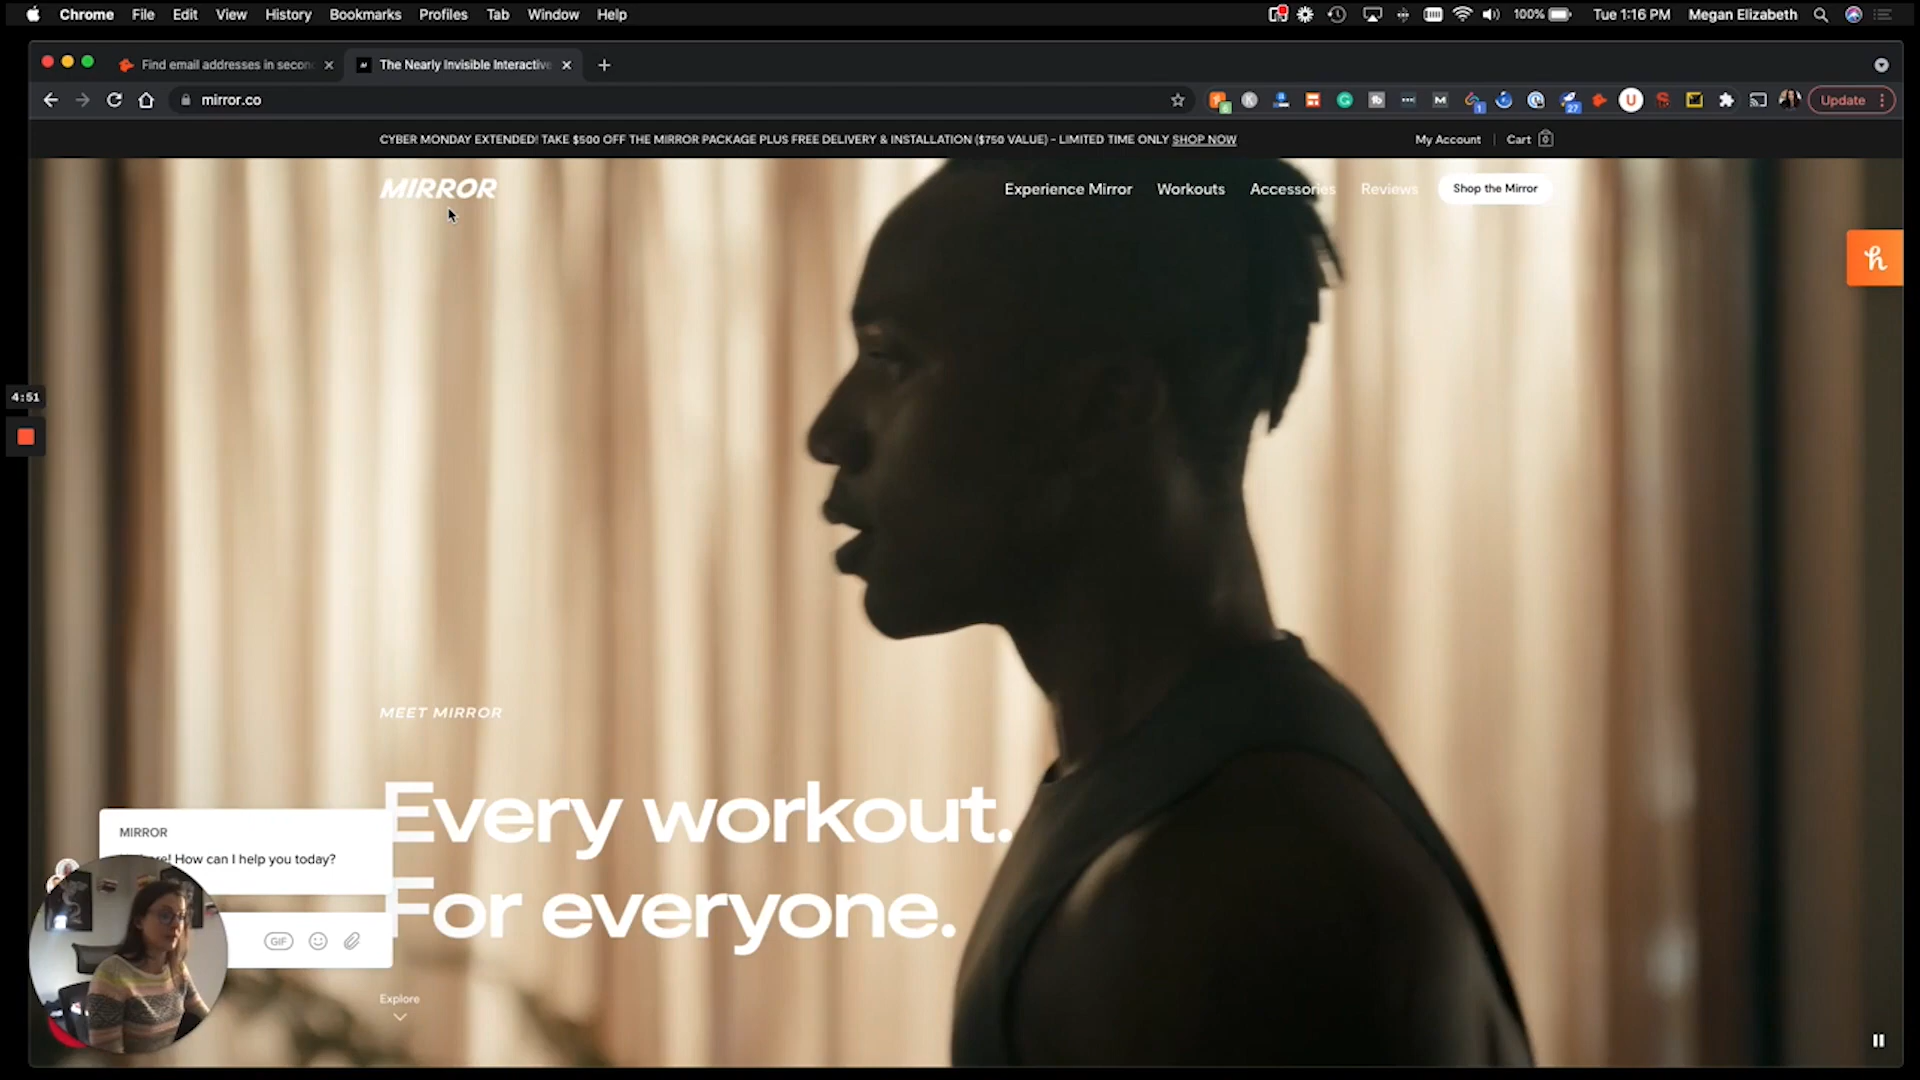 Chrome File Edit View History Bookmarks Profiles Tab Window Help
100% Tue 1:16 PM Megan Elizabeth
Find email addresses in secon
The Nearly Invisible Interactive
mirror.co
Update
CYBER MONDAY EXTENDED! TAKE $500 OFF THE MIRROR PACKAGE PLUS FREE DELIVERY & INSTALLATION ($750 VALUE) - LIMITED TIME ONLY SHOP NOW
My Account | Cart 0
MIRROR
Experience Mirror Workouts Accessories Reviews Shop the Mirror
4:51
MEET MIRROR
Every workout.
For everyone.
MIRROR
How can I help you today?
GIF
Explore